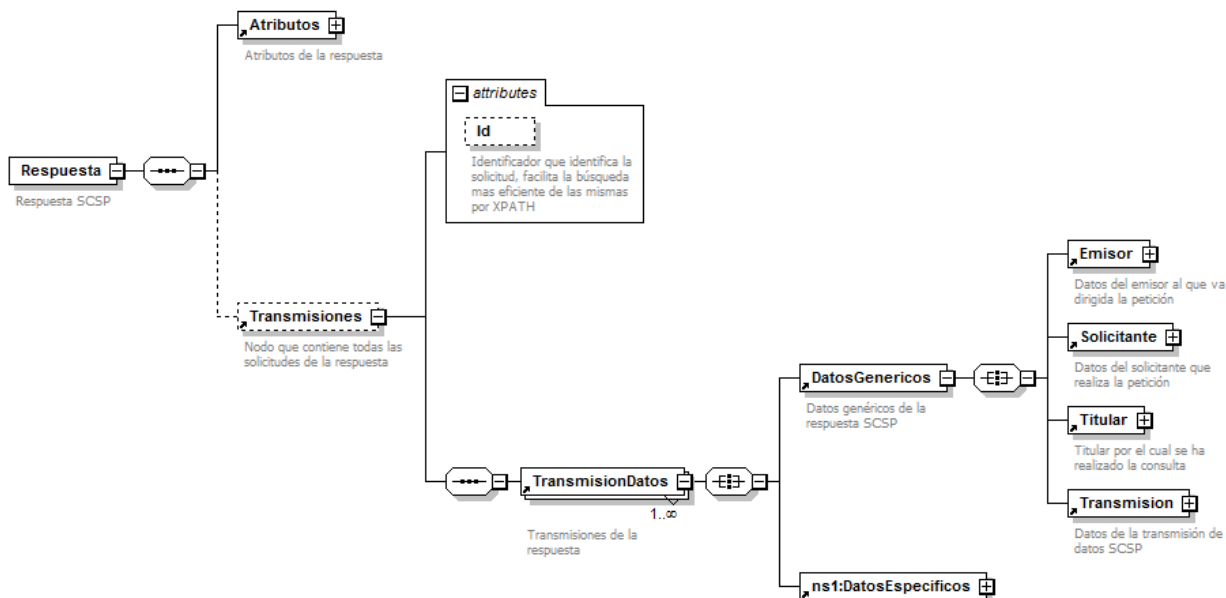 Atributos
Atributos de la respuesta
attributes
Id
Identificador que identifica la
solicitud, facilita la búsqueda
mas eficiente de las mismas
por XPATH
Respuesta
Respuesta SCSP
Transmisiones
Nodo que contiene todas las
solicitudes de la respuesta
TransmisionDatos
1..∞
Transmisiones de la
respuesta
DatosGenericos
Datos genéricos de la
respuesta SCSP
Emisor
Datos del emisor al que va
dirigida la petición
Solicitante
Datos del solicitante que
realiza la petición
Titular
Titular por el cual se ha
realizado la consulta
Transmision
Datos de la transmisión de
datos SCSP
ns1:DatosEspecificos